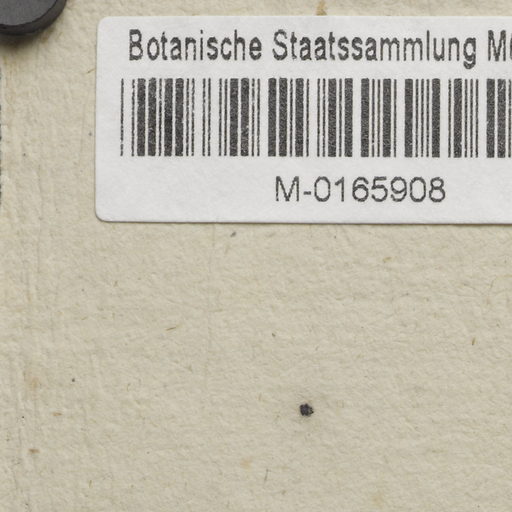 Botanische Staatssammlung
M-0165908